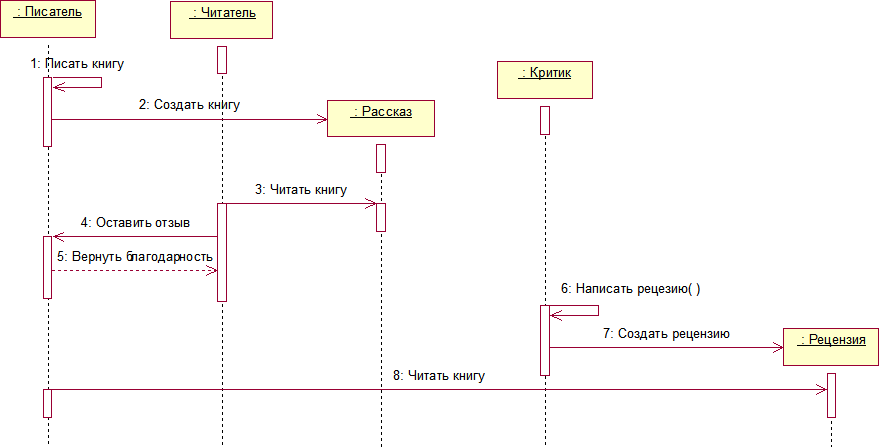 : Писатель
: Читатель
1: Писать книгу
: Критик
2: Создать книгу
: Рассказ
3: Читать книгу
4: Оставить отзыв
5: Вернуть благодарность
6: Написать рецезию( )
7: Создать рецензию
: Рецензия
8: Читать книгу